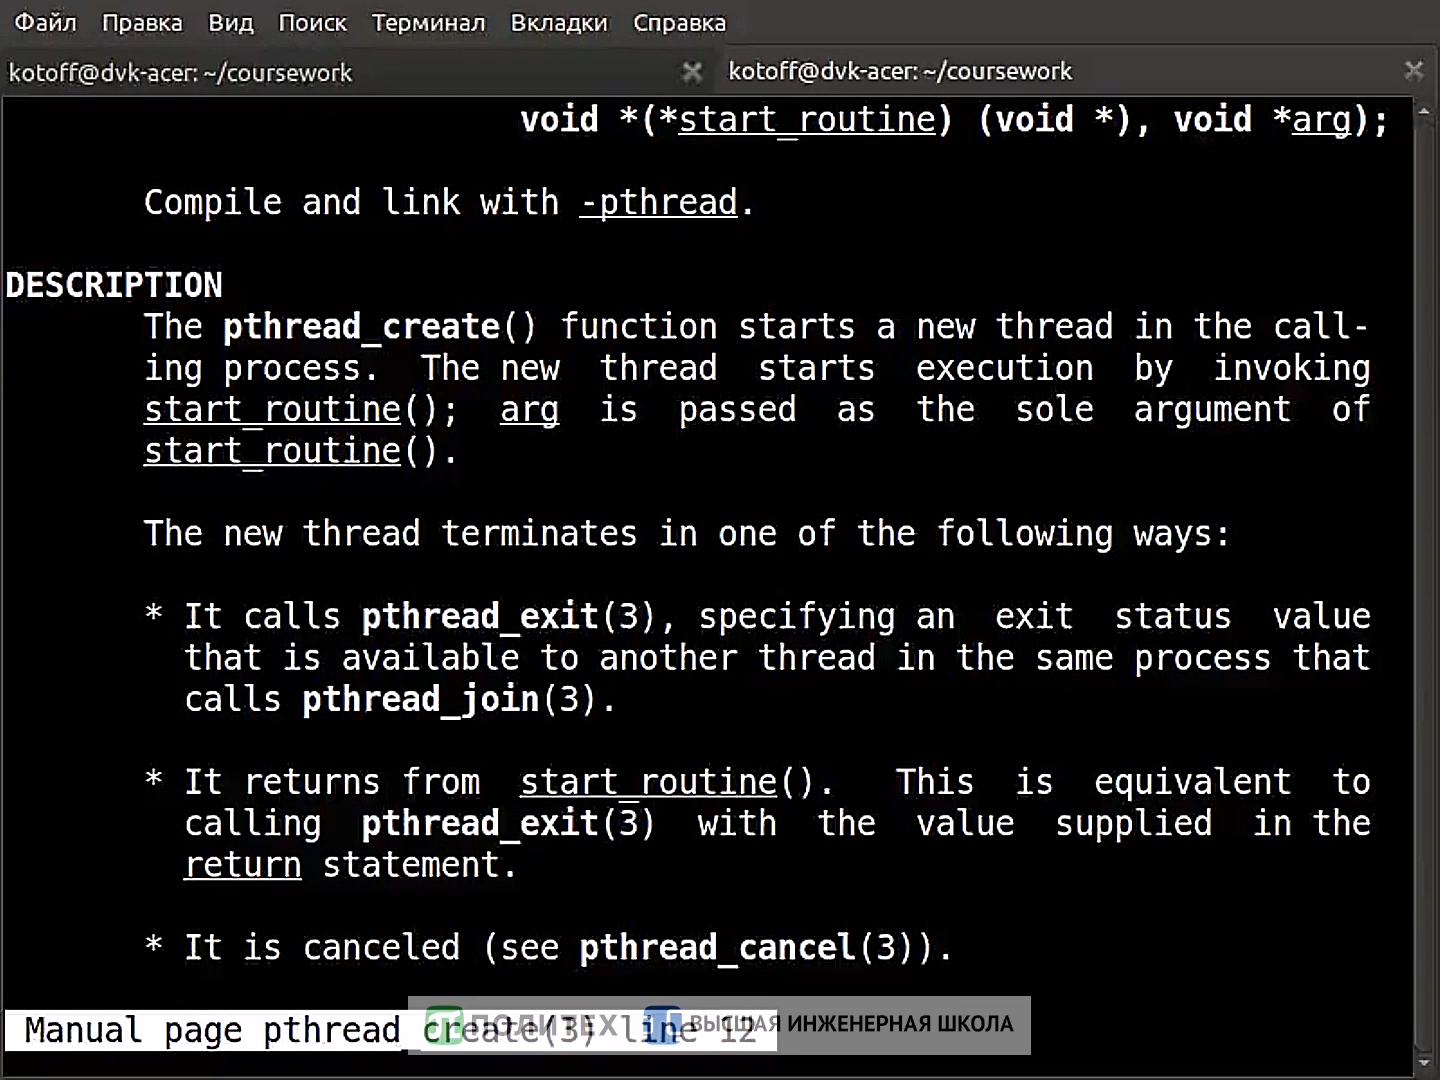 Файл Правка Вид Поиск Терминал Вкладки Справка
kotoff@dvk-acer: ~/coursework kotoff@dvk-acer: ~/coursework
void *(*start_routine) (void *), void *arg);
Compile and link with -pthread.
DESCRIPTION
The pthread_create() function starts a new thread in the call-
ing process. The new thread starts execution by invoking
start_routine(); arg is passed as the sole argument of
start_routine().
The new thread terminates in one of the following ways:
* It calls pthread_exit(3), specifying an exit status value
that is available to another thread in the same process that
calls pthread_join(3).
* It returns from start_routine(). This is equivalent to
calling pthread_exit(3) with the value supplied in the
return statement.
* It is canceled (see pthread_cancel(3)).
Manual page pthread_create(3) line 12
ПОЛИТЕХ ВЫСШАЯ ИНЖЕНЕРНАЯ ШКОЛА